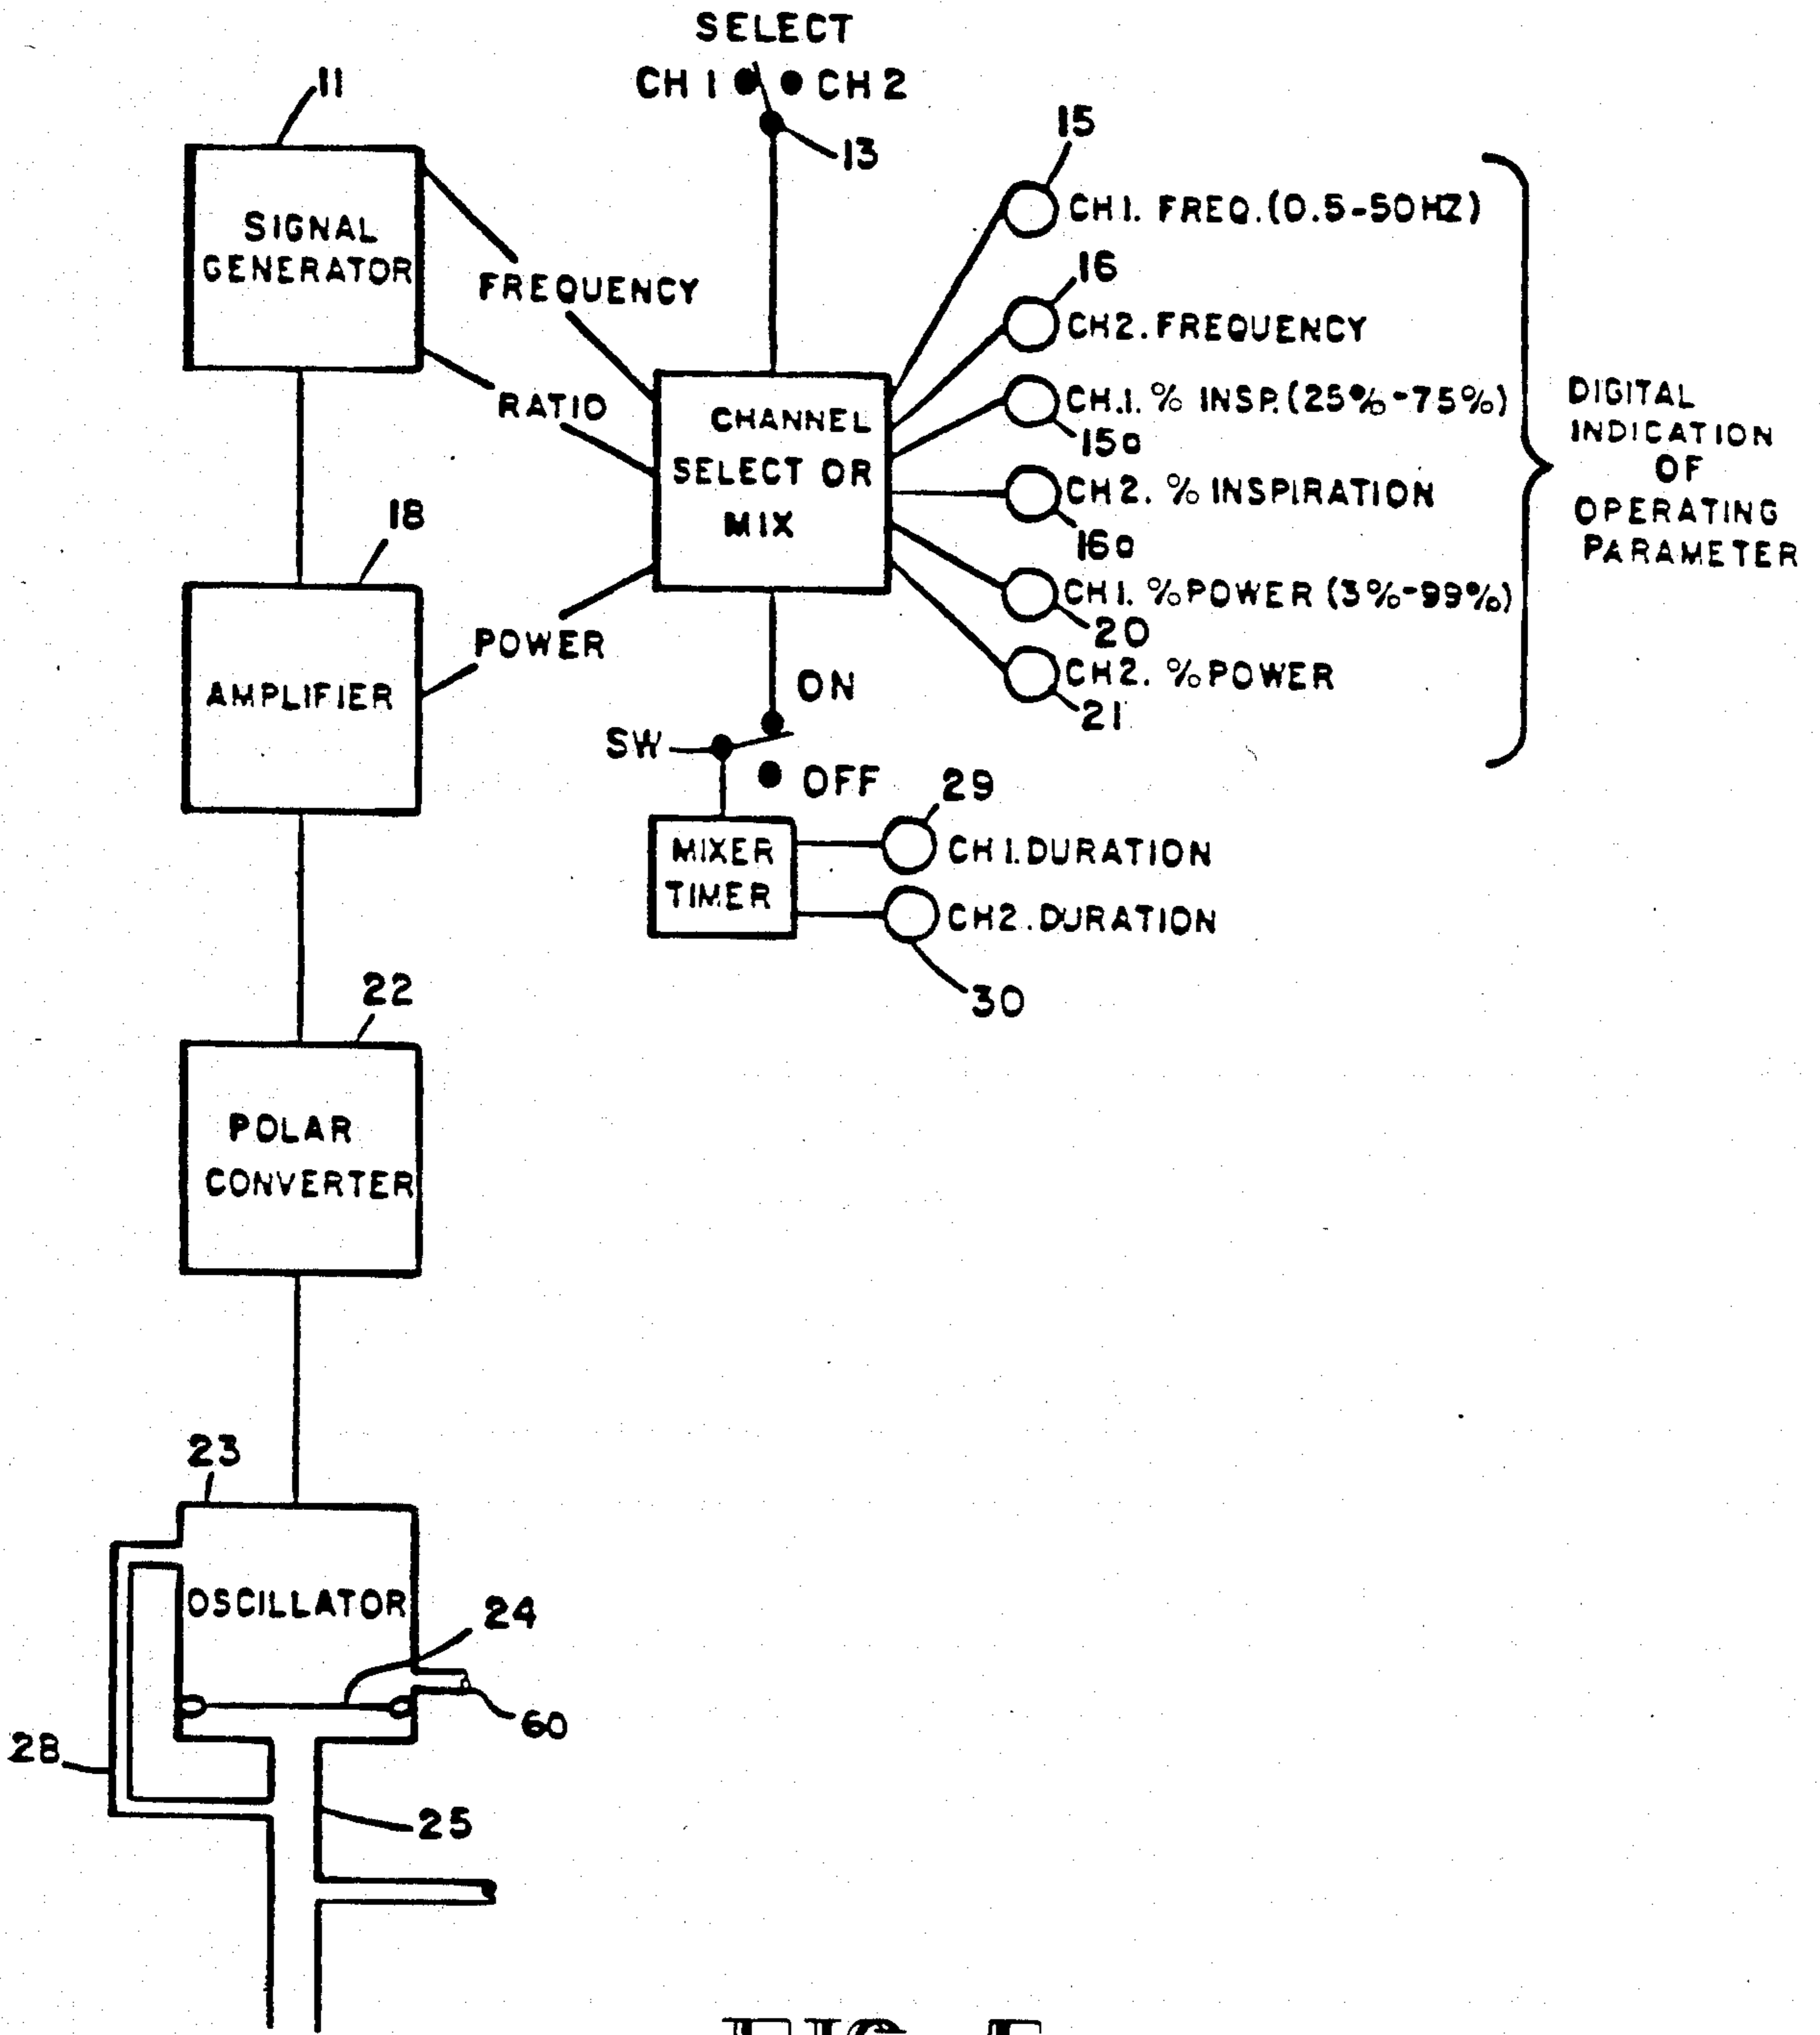 SELECT
CH 1 CH 2
11
13
15
SIGNAL
GENERATOR
CH 1. FREQ. (0.5-50HZ)
FREQUENCY
16
CH2. FREQUENCY
RATIO
CHANNEL
SELECT OR
MIX
CH.1. % INSP. (25%-75%)
15a
CH2. % INSPIRATION
16a
DIGITAL
INDICATION
OF
OPERATING
PARAMETER
18
CH1. % POWER (3%-99%)
20
POWER
CH2. % POWER
21
AMPLIFIER
ON
SW
OFF
29
MIXER
TIMER
CH 1. DURATION
CH2. DURATION
30
22
POLAR
CONVERTER
23
OSCILLATOR
24
60
28
25